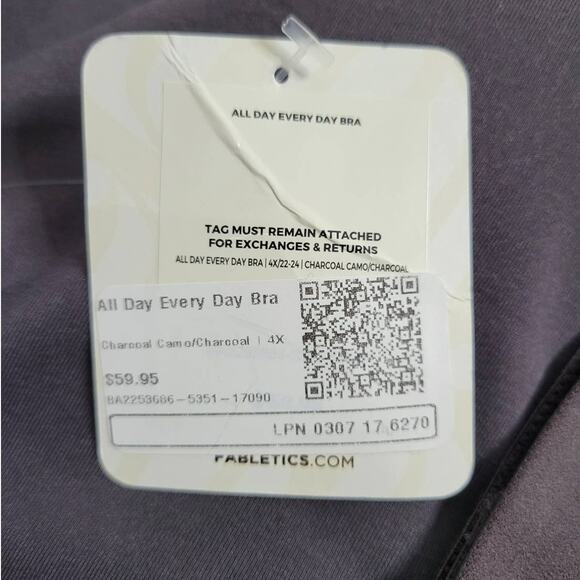 ALL DAY EVERY DAY BRA
TAG MUST REMAIN ATTACHED
FOR EXCHANGES & RETURNS
ALL DAY EVERY DAY BRA | 4X/22-24 | CHARCOAL CAMO/CHARCOAL
All Day Every Day Bra
Charcoal Camo/Charcoal | 4X
$59.95
BA2253686-5351-17090
LPN 0307 17 6270
FABLETICS.COM